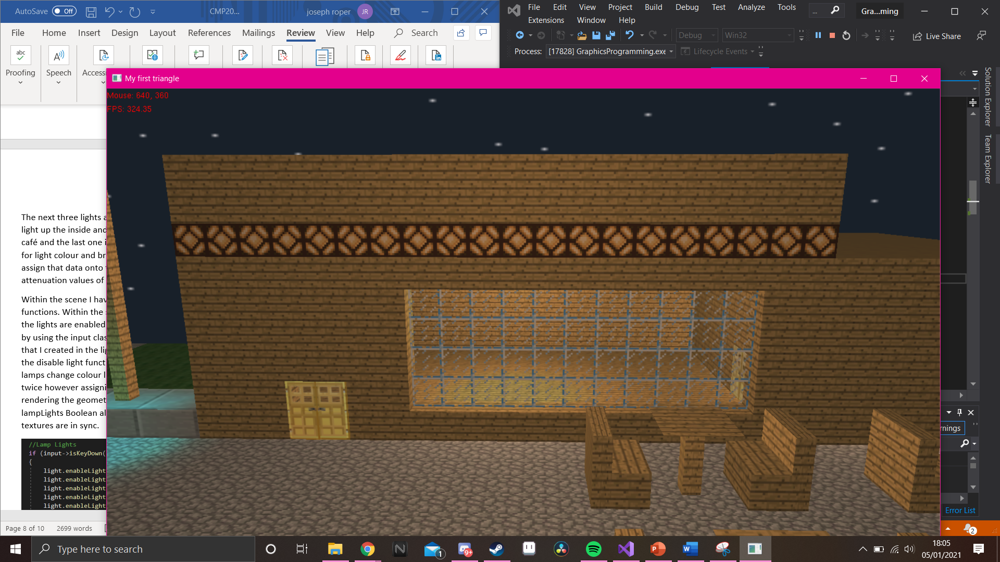 AutoSave Off
CMP20...
joseph roper JR
File Home Insert Design Layout References Mailings Review View Help Search
abc
Proofing
Speech
Accessi
The next three lights a
light up the inside and
café and the last one i
for light colour and br
assign that data onto
attenuation values of
Within the scene I hav
functions. Within the s
the lights are enabled
by using the input clas
that I created in the lig
the disable light funct
lamps change colour l
twice however assigni
rendering the geomet
lampLights Boolean al
textures are in sync.
//Lamp Lights
if (input->isKeyDown(
{
light.enableLight
light.enableLight
light.enableLight
light.enableLight
light.enableLight
Page 8 of 10 2699 words
File Edit View Project Build Debug Test Analyze Tools
Extensions Window Help
...
Gra...ming
Debug Win32
Live Share
Process: [17828] GraphicsProgramming.exe Lifecycle Events
Solution Explorer
Team Explorer
rnings
Error List
2
My first triangle
Mouse: 640, 360
FPS: 324.35
Type here to search
1
9+
18:05
05/01/2021